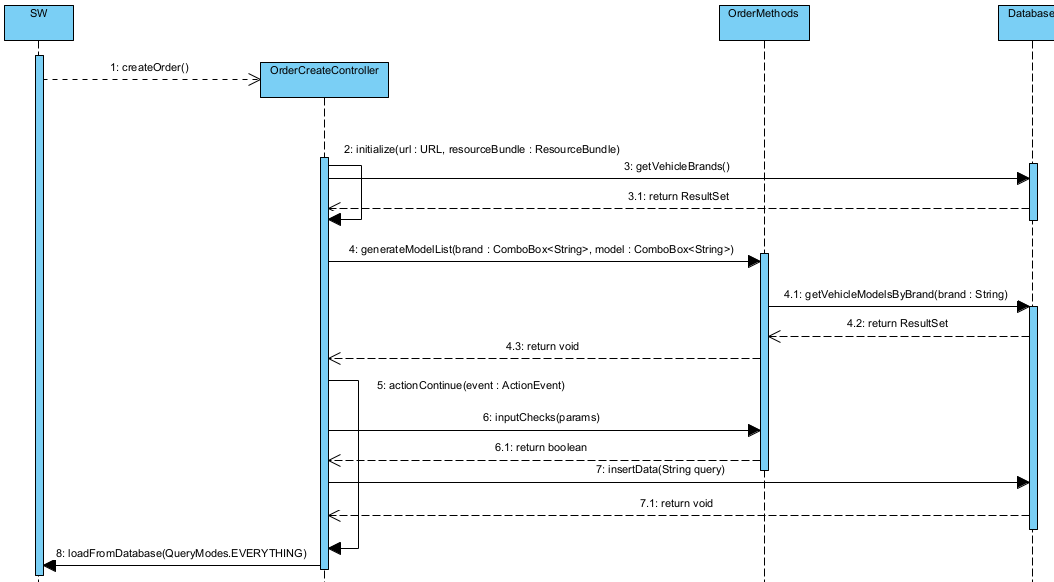 SW
OrderMethods
Database
1: createOrder()
OrderCreateController
2: initialize(url : URL, resourceBundle : ResourceBundle)
3: getVehicleBrands()
3.1: return ResultSet
4: generateModelList(brand : ComboBox<String>, model : ComboBox<String>)
4.1: getVehicleModelsByBrand(brand : String)
4.2: return ResultSet
4.3: return void
5: actionContinue(event : ActionEvent)
6: inputChecks(params)
6.1: return boolean
7: insertData(String query)
7.1: return void
8: loadFromDatabase(QueryModes.EVERYTHING)